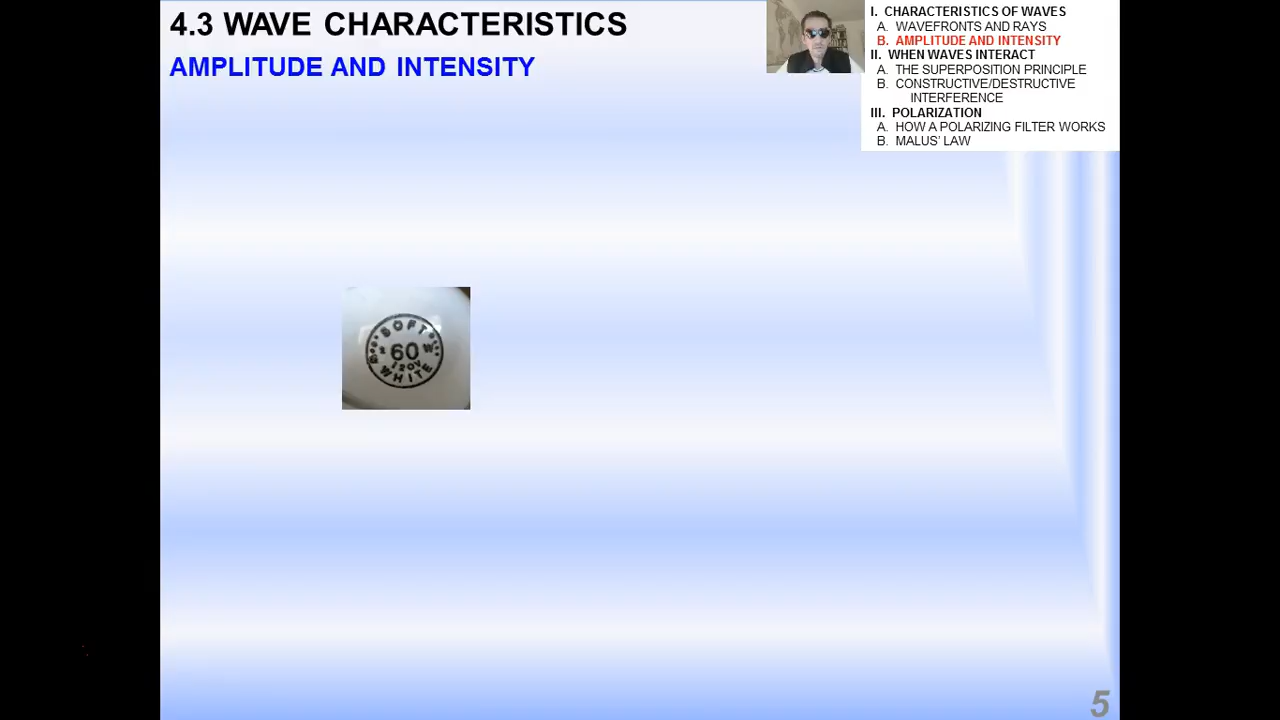 4.3 WAVE CHARACTERISTICS
AMPLITUDE AND INTENSITY
I. CHARACTERISTICS OF WAVES
A. WAVEFRONTS AND RAYS
B. AMPLITUDE AND INTENSITY
II. WHEN WAVES INTERACT
A. THE SUPERPOSITION PRINCIPLE
B. CONSTRUCTIVE/DESTRUCTIVE
INTERFERENCE
III. POLARIZATION
A. HOW A POLARIZING FILTER WORKS
B. MALUS' LAW
SOFT
60 W
120V
WHITE
5